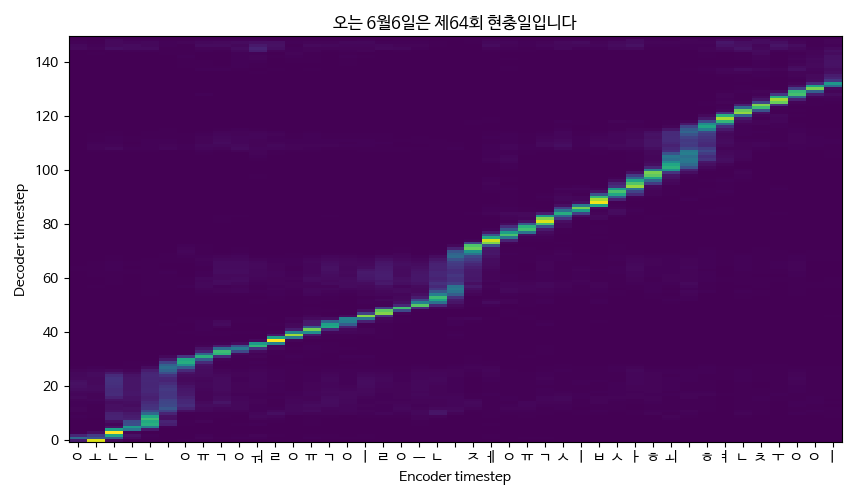 오는 6월6일은 제64회 현충일입니다
Decoder timestep
140
120
100
80
60
40
20
0
ㅇ ㅗ ㄴ ㅡ ㄴ ㅇ ㅠ ㄱ ㅇ ㅝ ㄹ ㅇ ㅠ ㄱ ㅇ ㅣ ㄹ ㅇ ㅡ ㄴ ㅈ ㅔ ㅇ ㅠ ㄱ ㅅ ㅣ ㅂ ㅅ ㅏ ㅎ ㅚ ㅎ ㅕ ㄴ ㅊ ㅜ ㅇ ㅇ ㅣ
Encoder timestep